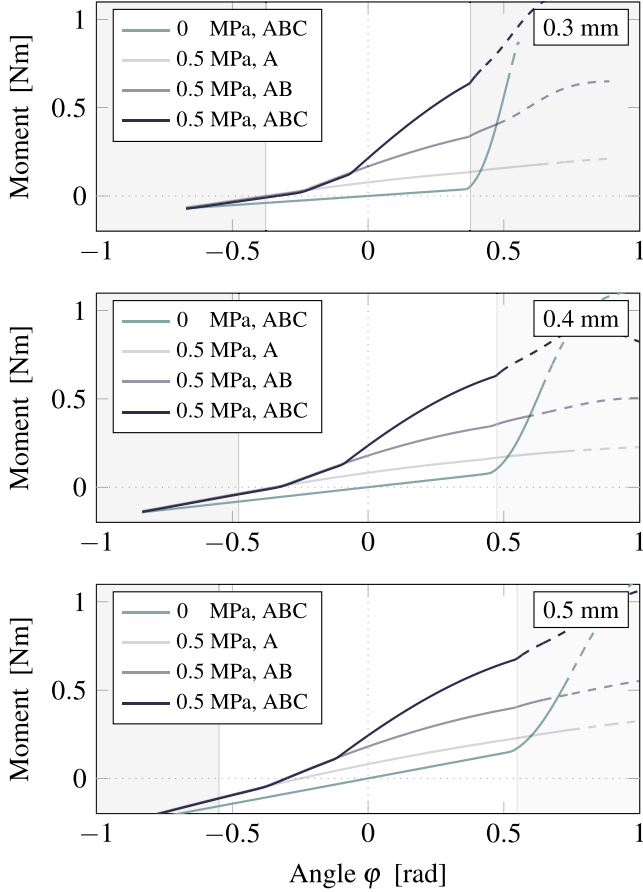 1
0.5
0
Moment [Nm]
0 MPa, ABC
0.5 MPa, A
0.5 MPa, AB
0.5 MPa, ABC
0.3 mm
−1 −0.5 0 0.5 1
1
0.5
0
Moment [Nm]
0 MPa, ABC
0.5 MPa, A
0.5 MPa, AB
0.5 MPa, ABC
0.4 mm
−1 −0.5 0 0.5 1
1
0.5
0
Moment [Nm]
0 MPa, ABC
0.5 MPa, A
0.5 MPa, AB
0.5 MPa, ABC
0.5 mm
−1 −0.5 0 0.5 1
Angle φ [rad]